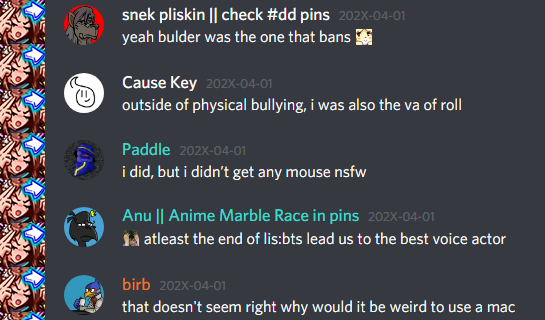 snek pliskin || check #dd pins 202X-04-01
yeah bulder was the one that bans
Cause Key 202X-04-01
outside of physical bullying, i was also the va of roll
Paddle 202X-04-01
i did, but i didn't get any mouse nsfw
Anu || Anime Marble Race in pins 202X-04-01
atleast the end of lis:bts lead us to the best voice actor
birb 202X-04-01
that doesn't seem right why would it be weird to use a mac